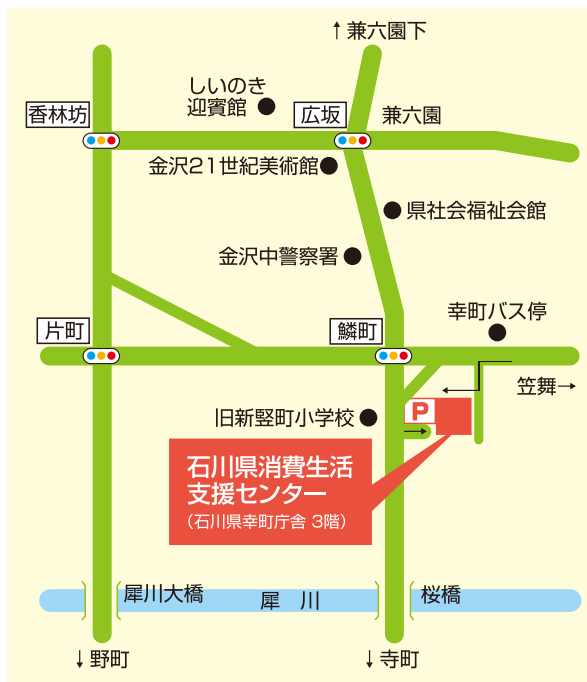 ↑兼六園下
しいのき
迎賓館
香林坊
広坂
兼六園
金沢21世紀美術館
県社会福祉会館
金沢中警察署
幸町バス停
片町
鱗町
笠舞→
P
旧新竪町小学校
石川県消費生活
支援センター
(石川県幸町庁舎 3階)
犀川大橋
犀 川
桜橋
↓野町
↓寺町